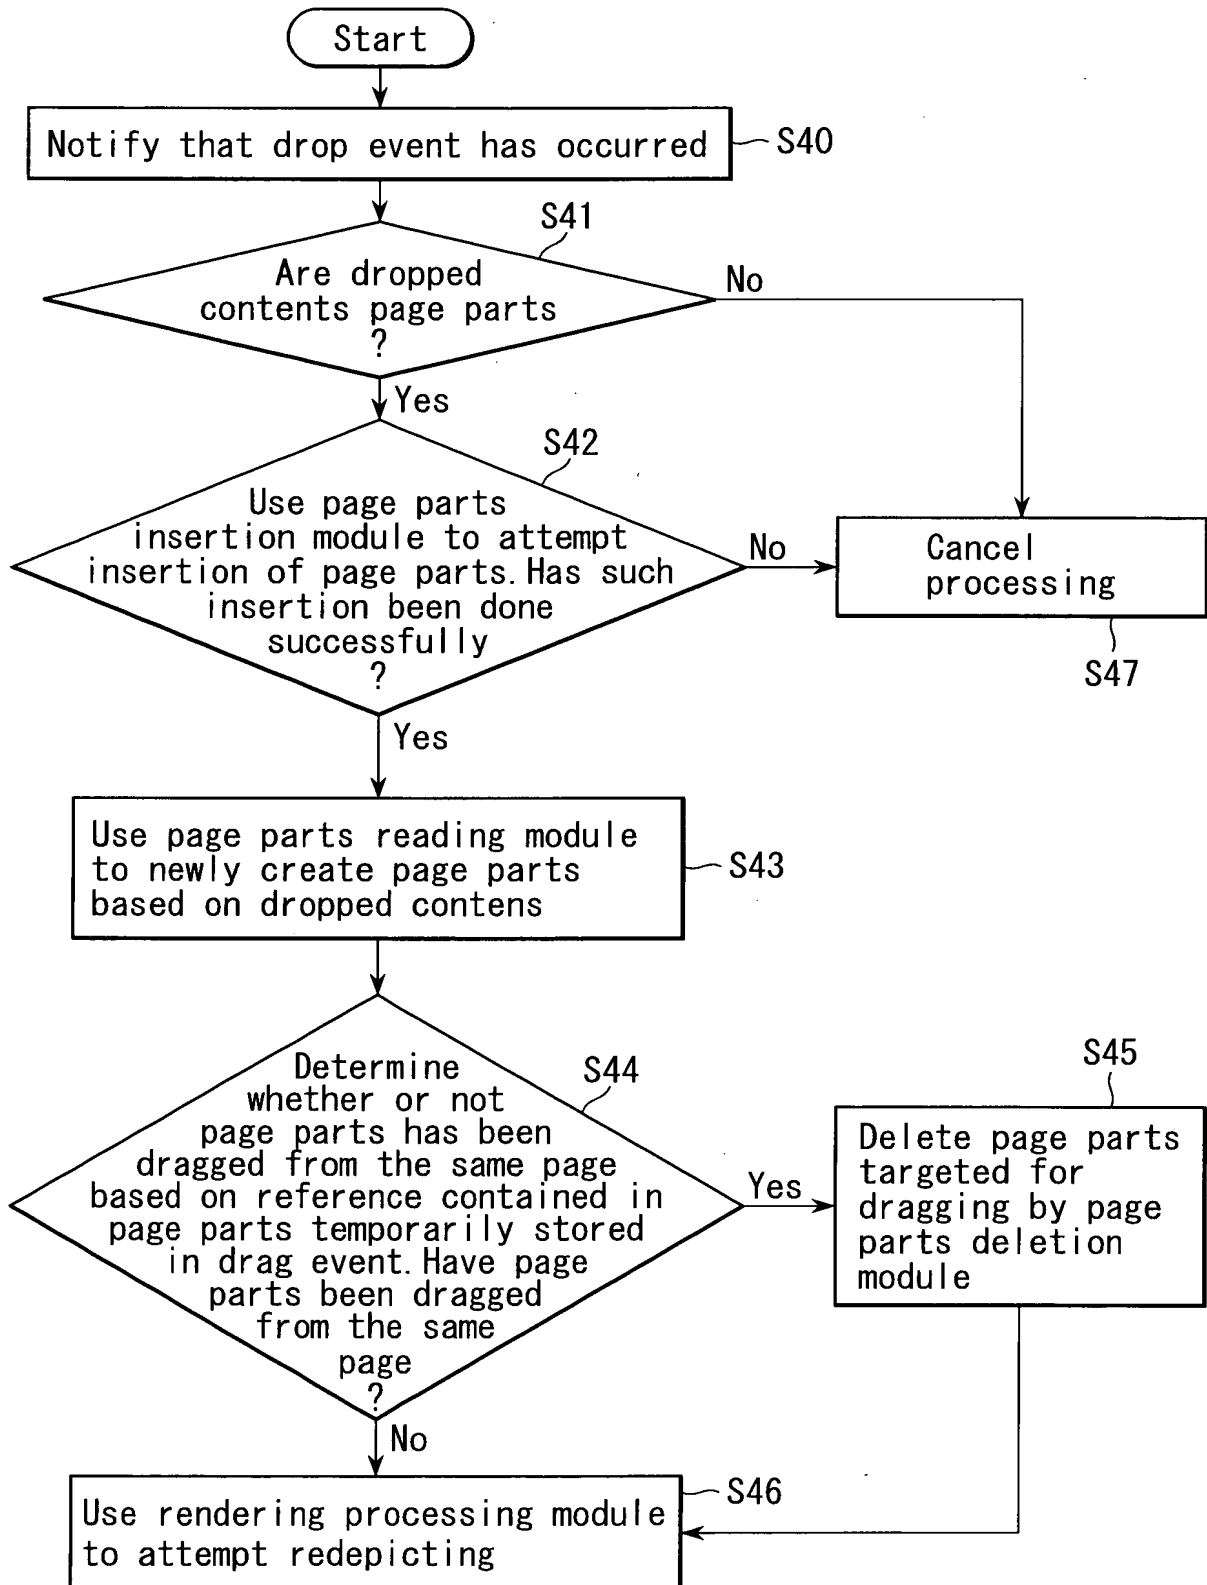 Start
Notify that drop event has occurred
S40
S41
Are dropped
contents page parts
?
No
Yes
S42
Use page parts
insertion module to attempt
insertion of page parts. Has such
insertion been done
successfully
?
No
Cancel
processing
S47
Yes
Use page parts reading module
to newly create page parts
based on dropped contens
S43
Determine
whether or not
page parts has been
dragged from the same page
based on reference contained in
page parts temporarily stored
in drag event. Have page
parts been dragged
from the same
page
?
S44
Yes
S45
Delete page parts
targeted for
dragging by page
parts deletion
module
No
Use rendering processing module
to attempt redepicting
S46